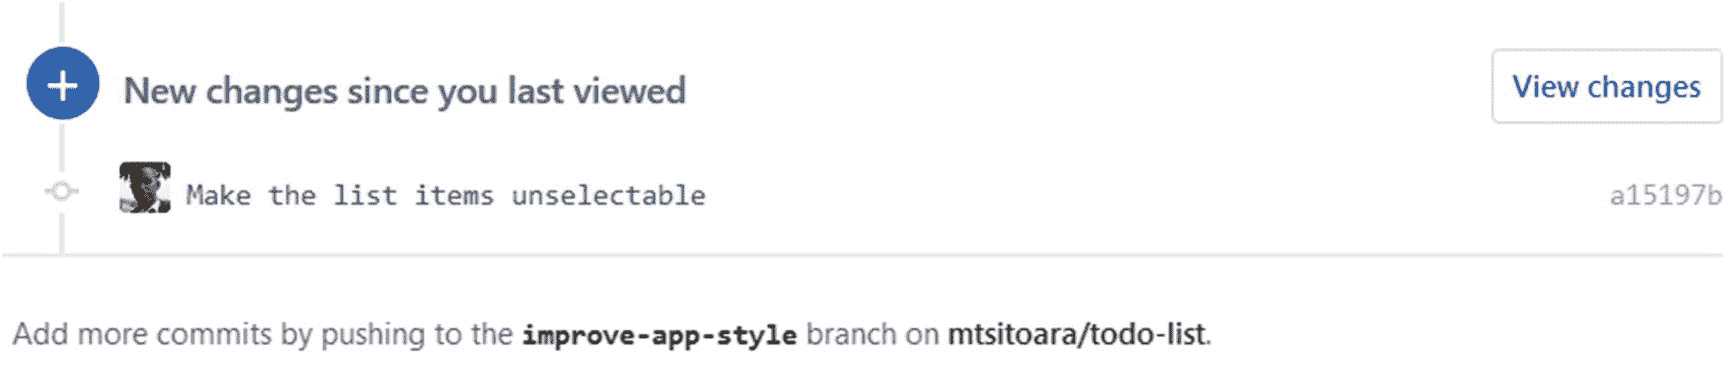 New changes since you last viewed
View changes
Make the list items unselectable
a15197b
Add more commits by pushing to the improve-app-style branch on mtsitoara/todo-list.